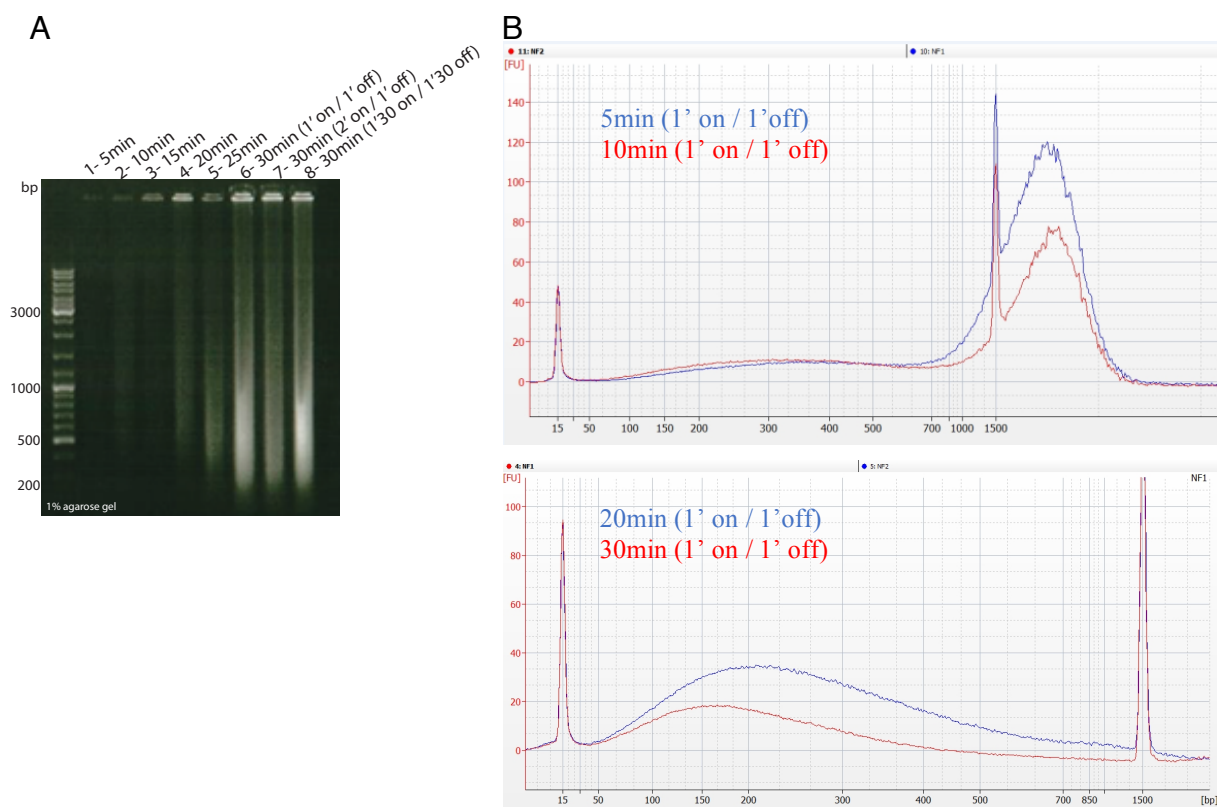 A
1- 5min
2- 10min
3- 15min
4- 20min
5- 25min
6- 30min (1' on / 1' off)
7- 30min (2' on / 1' off)
8- 30min (1'30 on / 1'30 off)
bp
3000
1000
500
200
1% agarose gel
B
11: NF2
10: NF1
[FU]
5min (1' on / 1'off)
10min (1' on / 1' off)
140
120
100
80
60
40
20
0
15 50 100 150 200 300 400 500 700 1000 1500
4: NF1
5: NF2
[FU]
NF1
20min (1' on / 1'off)
30min (1' on / 1' off)
100
80
60
40
20
0
15 50 100 150 200 300 400 500 600 850 1500 [bp]